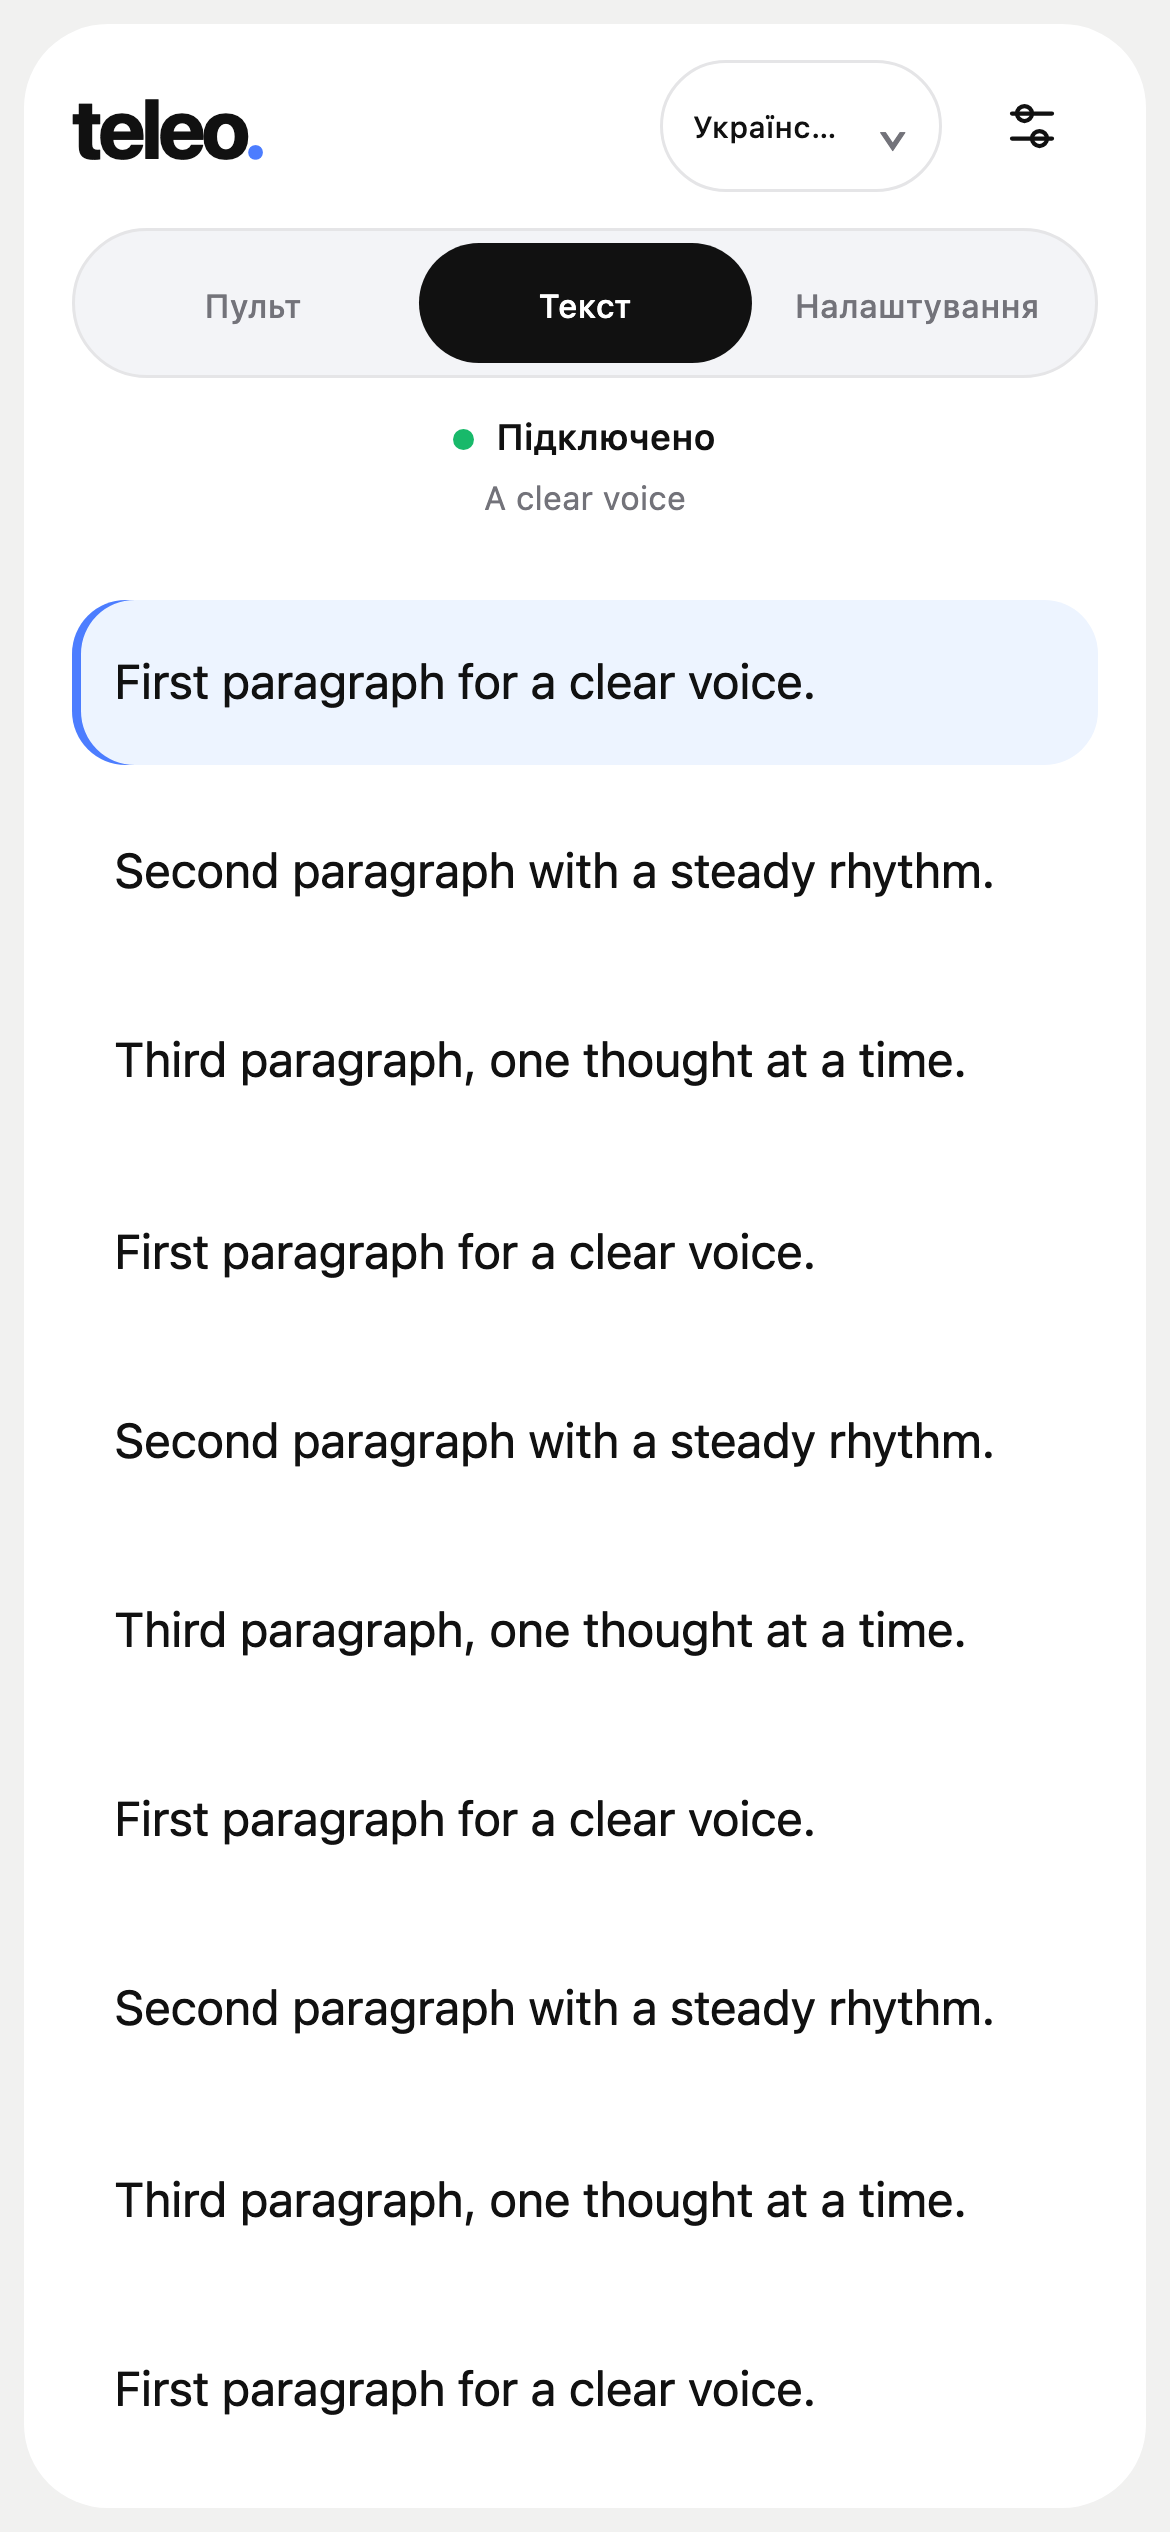 teleo.
Українс...
Пульт
Текст
Налаштування
Підключено
A clear voice
First paragraph for a clear voice.
Second paragraph with a steady rhythm.
Third paragraph, one thought at a time.
First paragraph for a clear voice.
Second paragraph with a steady rhythm.
Third paragraph, one thought at a time.
First paragraph for a clear voice.
Second paragraph with a steady rhythm.
Third paragraph, one thought at a time.
First paragraph for a clear voice.